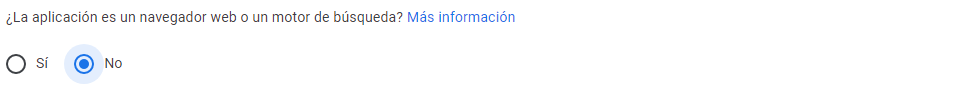 ¿La aplicación es un navegador web o un motor de búsqueda? Más información
Sí No